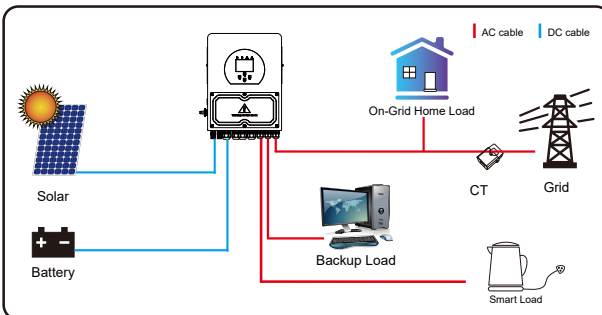 AC cable
DC cable
On-Grid Home Load
Solar
CT
Grid
Backup Load
Battery
Smart Load